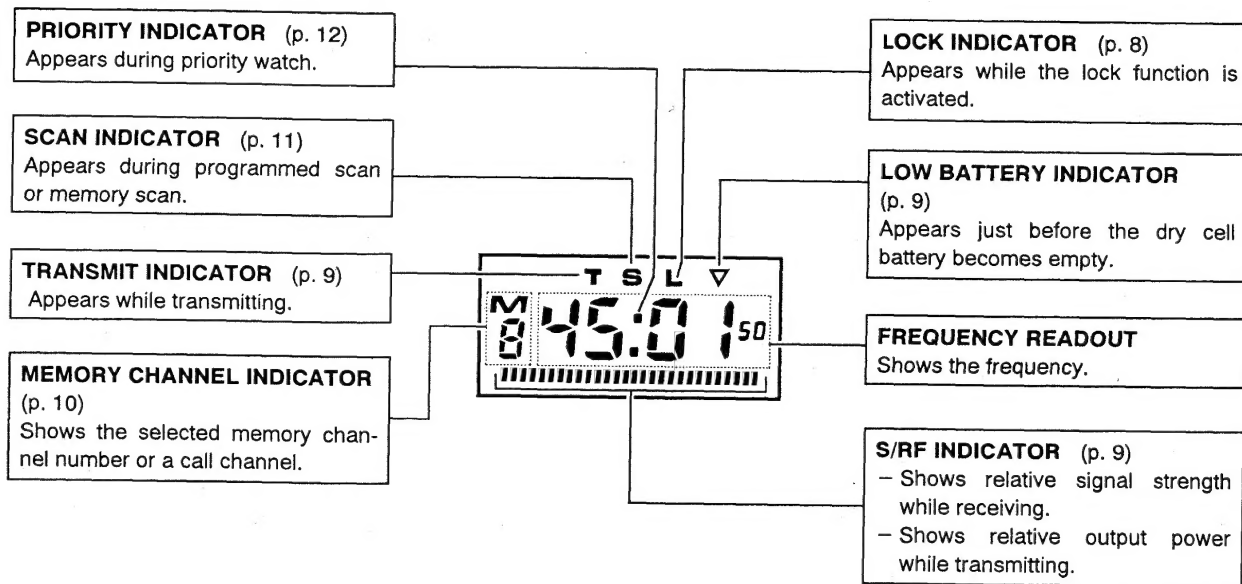 PRIORITY INDICATOR (p. 12)
Appears during priority watch.
SCAN INDICATOR (p. 11)
Appears during programmed scan
or memory scan.
TRANSMIT INDICATOR (p. 9)
Appears while transmitting.
MEMORY CHANNEL INDICATOR
(p. 10)
Shows the selected memory chan-
nel number or a call channel.
T S L
M
8 45:01 50
LOCK INDICATOR (p. 8)
Appears while the lock function is
activated.
LOW BATTERY INDICATOR
(p. 9)
Appears just before the dry cell
battery becomes empty.
FREQUENCY READOUT
Shows the frequency.
S/RF INDICATOR (p. 9)
– Shows relative signal strength
while receiving.
– Shows relative output power
while transmitting.